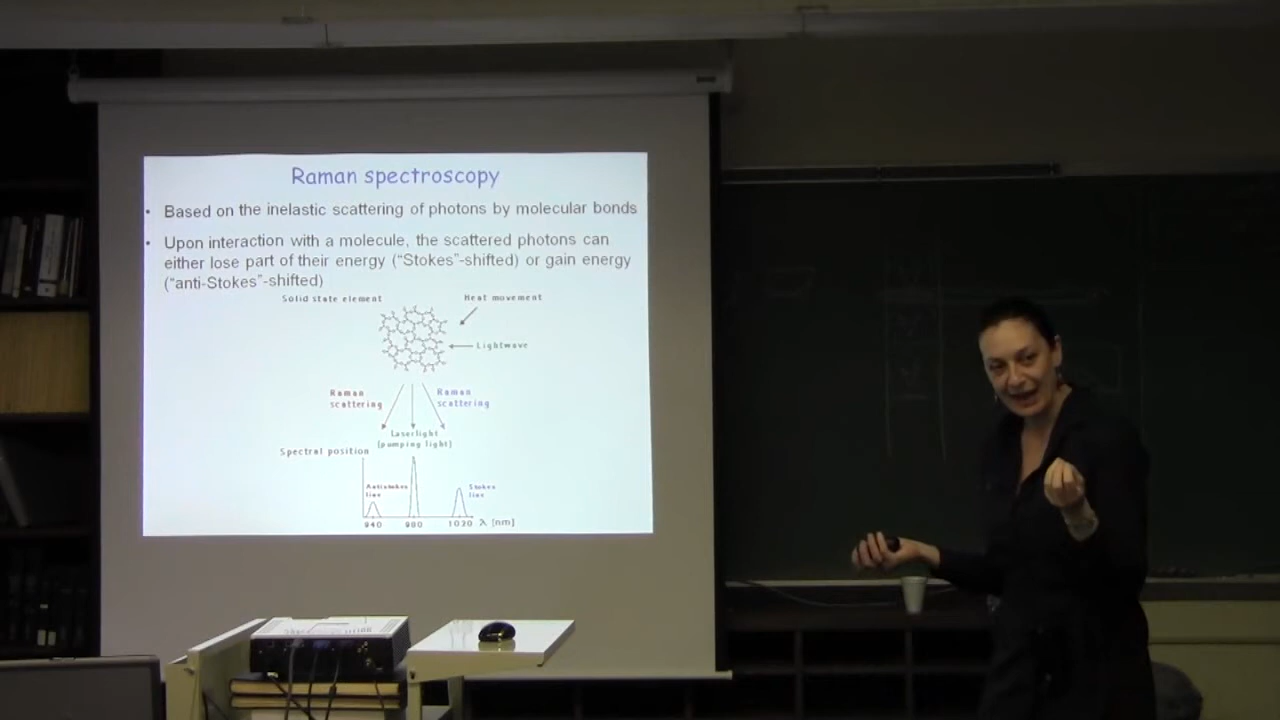 Raman spectroscopy
• Based on the inelastic scattering of photons by molecular bonds
• Upon interaction with a molecule, the scattered photons can
either lose part of their energy (“Stokes”-shifted) or gain energy
(“anti-Stokes”-shifted)
Solid state element
Heat movement
Lightwave
Raman
scattering
Raman
scattering
Laserlight
(pumping light)
Spectral position
Antistokes
line
Stokes
line
940 980 1020 λ [nm]